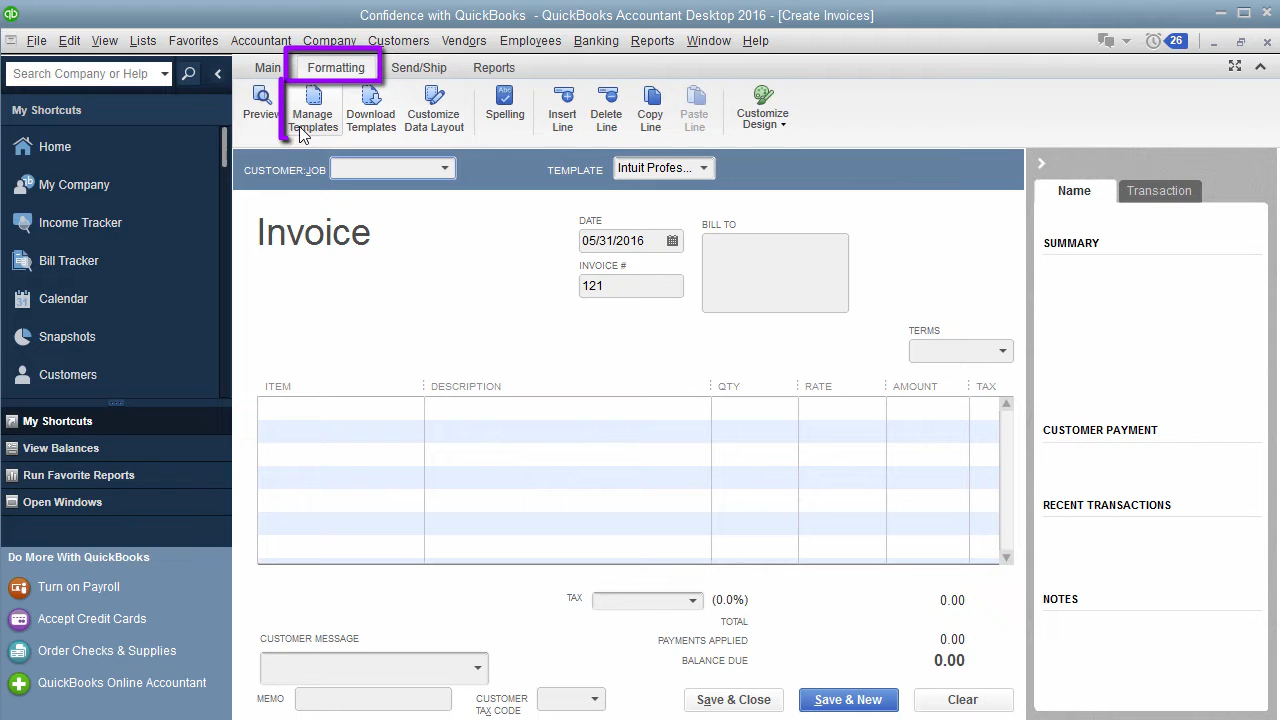 qb Confidence with QuickBooks - QuickBooks Accountant Desktop 2016 - [Create Invoices]
File Edit View Lists Favorites Accountant Company Customers Vendors Employees Banking Reports Window Help 26
Search Company or Help
Main Formatting Send/Ship Reports
Preview Manage Templates Download Templates Customize Data Layout Abc Spelling Insert Line Delete Line Copy Line Paste Line Customize Design
My Shortcuts
Home
My Company
Income Tracker
Bill Tracker
31 Calendar
Snapshots
Customers
My Shortcuts
View Balances
Run Favorite Reports
Open Windows
Do More With QuickBooks
Turn on Payroll
Accept Credit Cards
Order Checks & Supplies
QuickBooks Online Accountant
CUSTOMER:JOB TEMPLATE Intuit Profes...
Invoice
DATE
05/31/2016
INVOICE #
121
BILL TO
TERMS
ITEM DESCRIPTION QTY RATE AMOUNT TAX
TAX (0.0%) 0.00
TOTAL
PAYMENTS APPLIED 0.00
BALANCE DUE 0.00
CUSTOMER MESSAGE
MEMO
CUSTOMER
TAX CODE
Save & Close Save & New Clear
Name Transaction
SUMMARY
CUSTOMER PAYMENT
RECENT TRANSACTIONS
NOTES